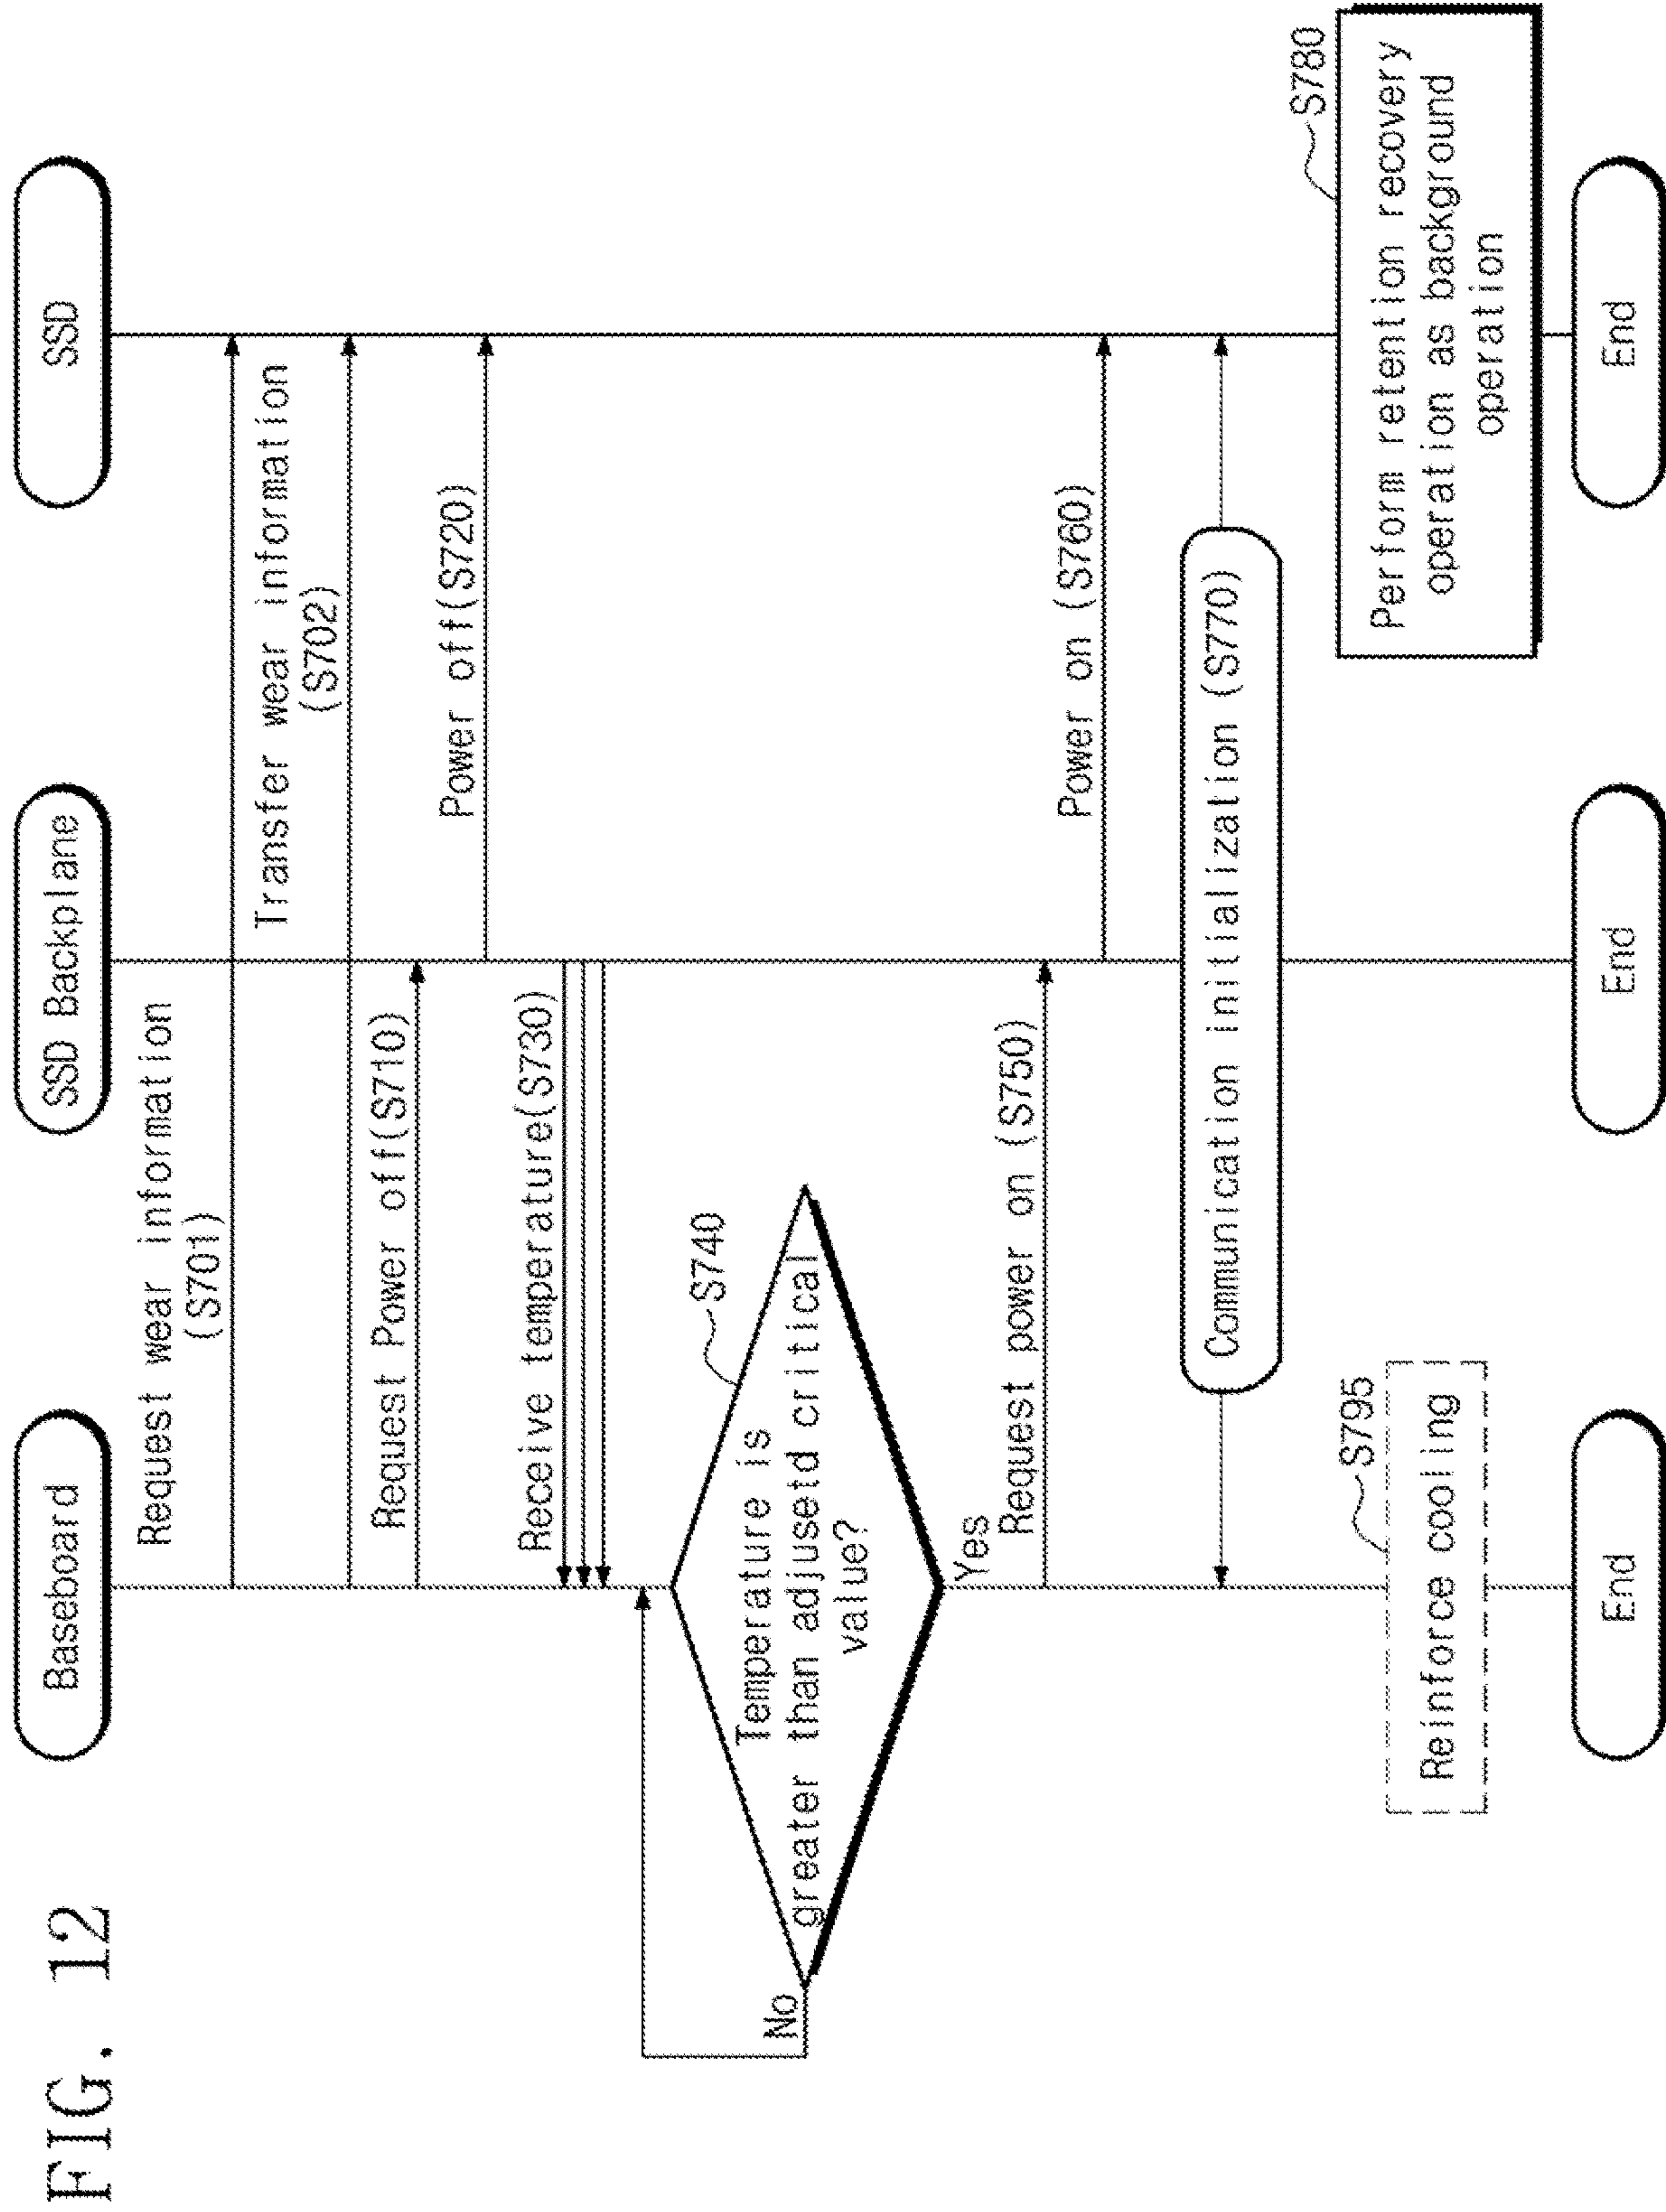 FIG. 12
Baseboard
SSD Backplane
SSD
Request wear information
(S701)
Transfer wear information
(S702)
Request Power off(S710)
Power off(S720)
Receive temperature(S730)
S740
Temperature is
greater than adjusetd critical
value?
No
Yes
Request power on (S750)
Power on (S760)
Communication initialization (S770)
S780
Perform retention recovery
operation as background
operation
S795
Reinforce cooling
End
End
End